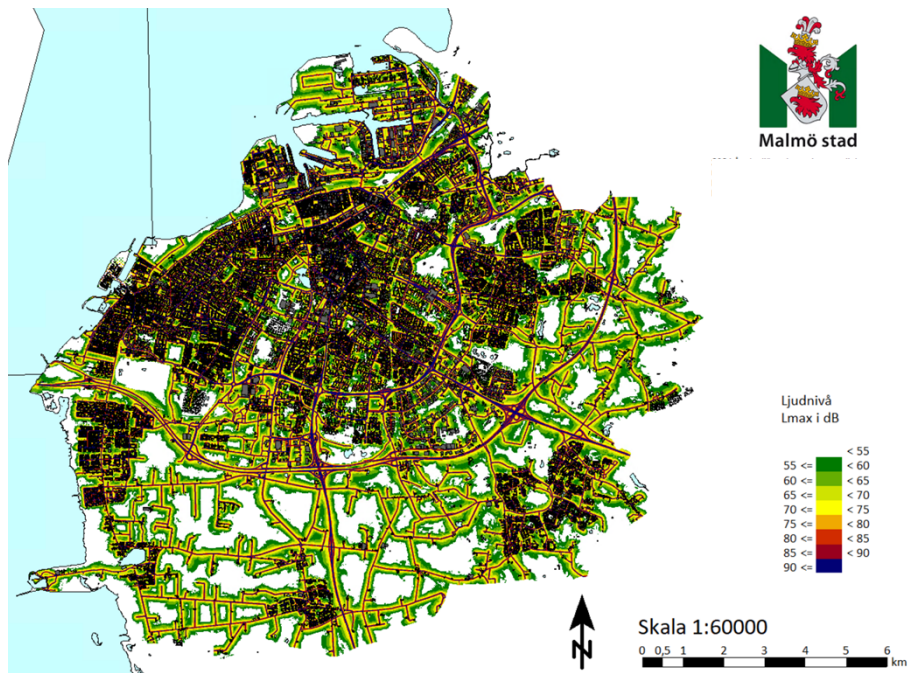 Malmö stad
Ljudnivå
Lmax i dB
< 55
55 <= < 60
60 <= < 65
65 <= < 70
70 <= < 75
75 <= < 80
80 <= < 85
85 <= < 90
90 <=
N
Skala 1:60000
0 0,5 1 2 3 4 5 6
km